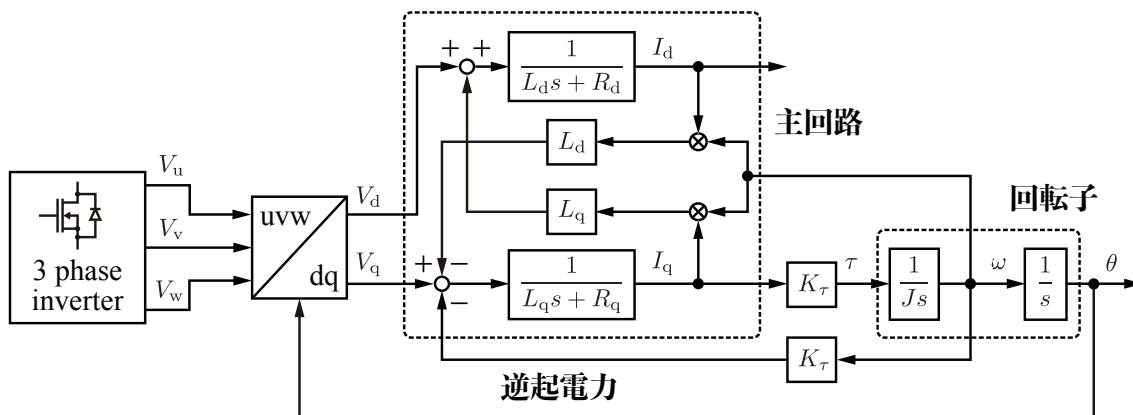 + +
1
L_d s + R_d
I_d
主回路
L_d
V_u
uvw
V_d
L_q
回転子
V_v
3 phase
inverter
V_w
dq
V_q
+ −
−
1
L_q s + R_q
I_q
K_τ
τ
1
Js
ω
1
s
θ
K_τ
逆起電力